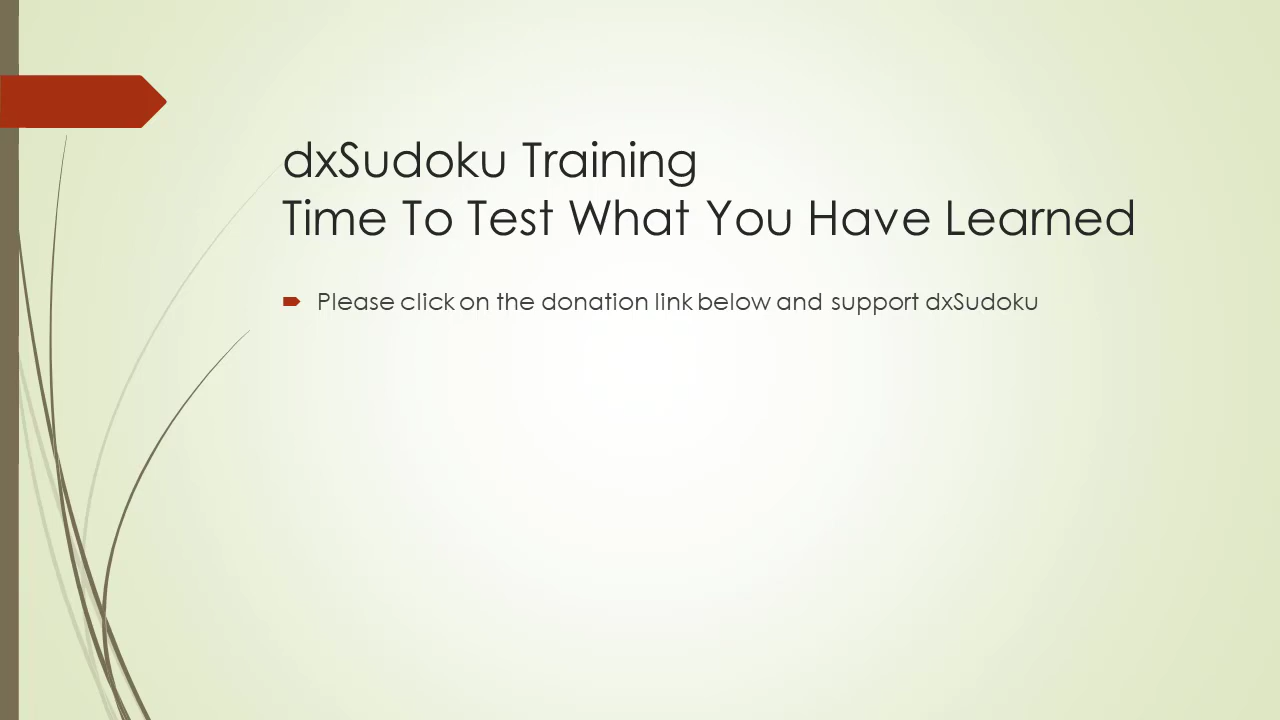 dxSudoku Training
Time To Test What You Have Learned
Please click on the donation link below and support dxSudoku